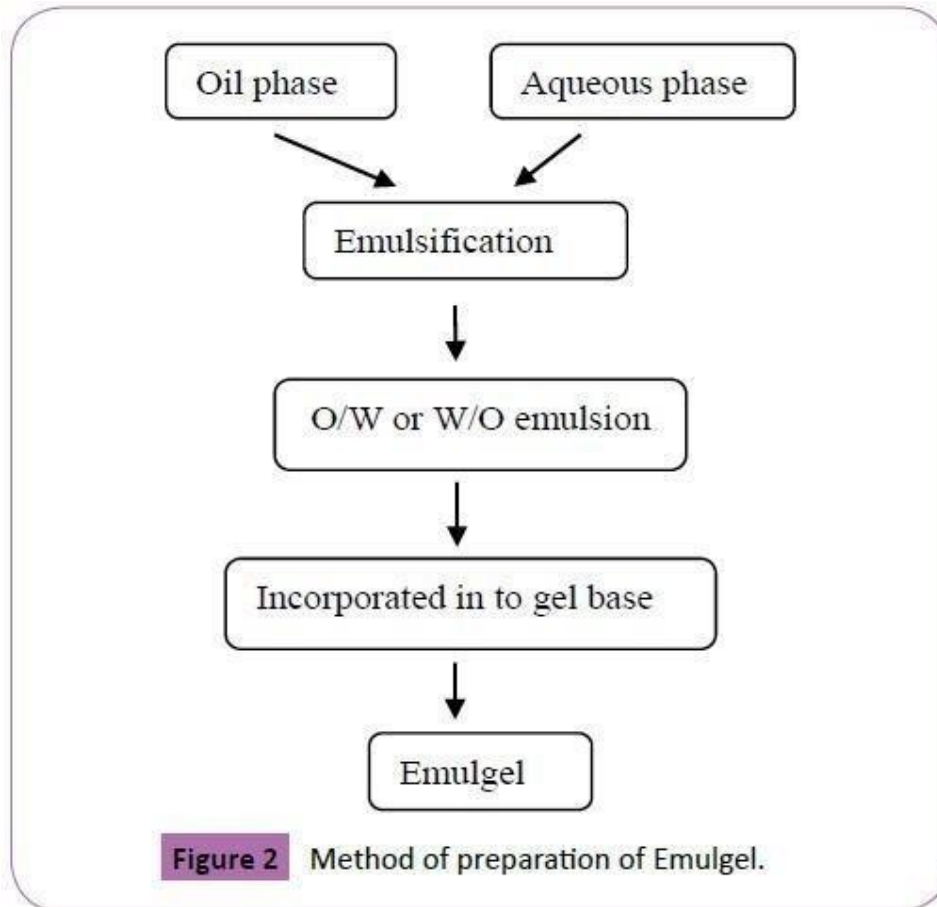 Oil phase
Aqueous phase
Emulsification
O/W or W/O emulsion
Incorporated in to gel base
Emulgel
Figure 2 Method of preparation of Emulgel.